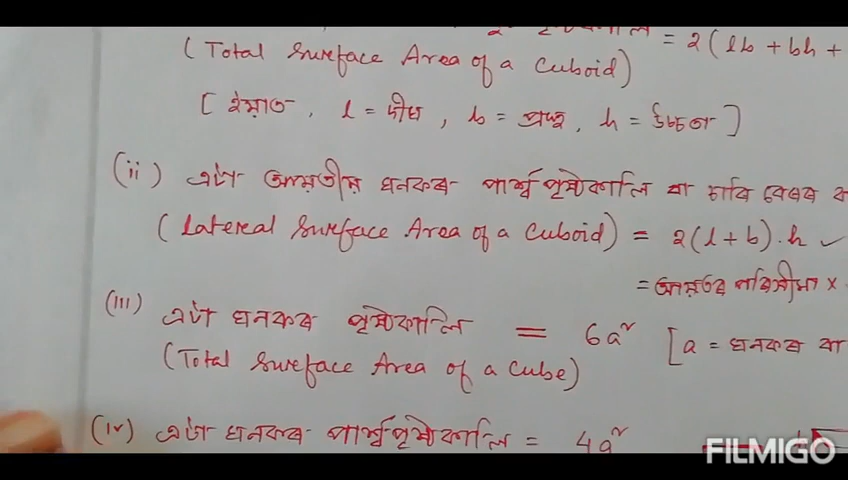 = 2(lb + bh +
(Total Surface Area of a Cuboid)
[ ইয়াত, l = দীঘ, b = প্ৰস্থ, h = উচ্চতা ]
(ii) এটা আয়তীয় ঘনকৰ পাৰ্শ্বপৃষ্ঠকালি বা চাৰি বেৰৰ
(Lateral Surface Area of a Cuboid) = 2(l+b).h ✓
= আয়তৰ পৰিসীমা ×
(iii) এটা ঘনকৰ পৃষ্ঠকালি = 6a² [a = ঘনকৰ বা
(Total Surface Area of a Cube)
(iv) এটা ঘনকৰ পাৰ্শ্বপৃষ্ঠকালি = 4a²
FILMIGO